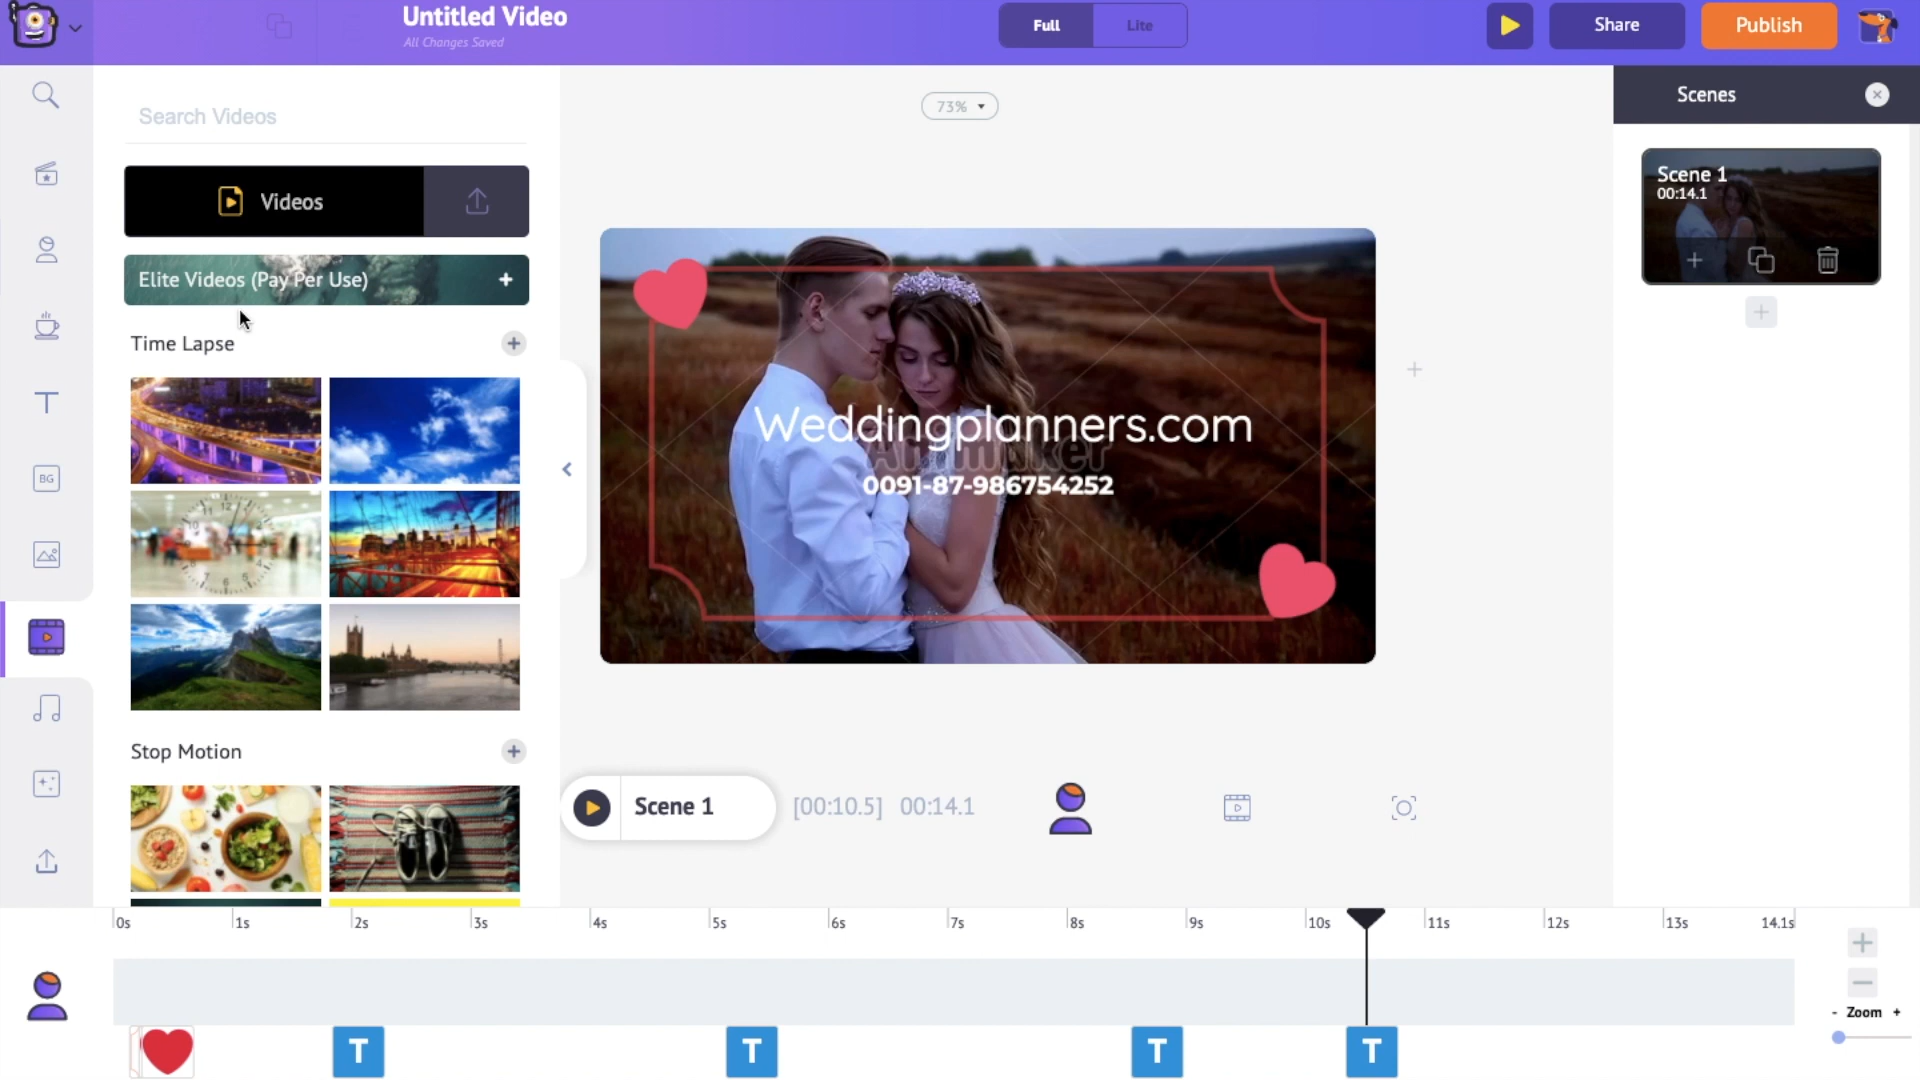 Untitled Video
All Changes Saved
Full
Lite
Share
Publish
Search Videos
73%
Scenes
Videos
Scene 1
00:14.1
Elite Videos (Pay Per Use)
Time Lapse
BG
Weddingplanners.com
Animaker
0091-87-986754252
Stop Motion
Scene 1
[00:10.5]
00:14.1
0s
1s
2s
3s
4s
5s
6s
7s
8s
9s
10s
11s
12s
13s
14.1s
- Zoom +
T
T
T
T